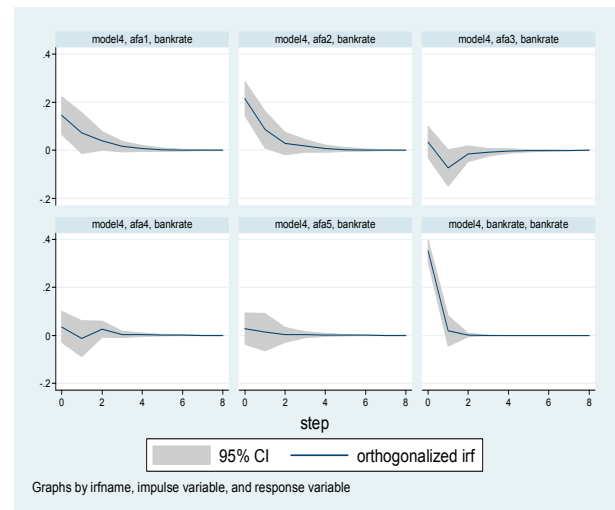 model4, afa1, bankrate
model4, afa2, bankrate
model4, afa3, bankrate
.4
.2
0
-.2
model4, afa4, bankrate
model4, afa5, bankrate
model4, bankrate, bankrate
.4
.2
0
-.2
0 2 4 6 8
0 2 4 6 8
0 2 4 6 8
step
95% CI
orthogonalized irf
Graphs by irfname, impulse variable, and response variable